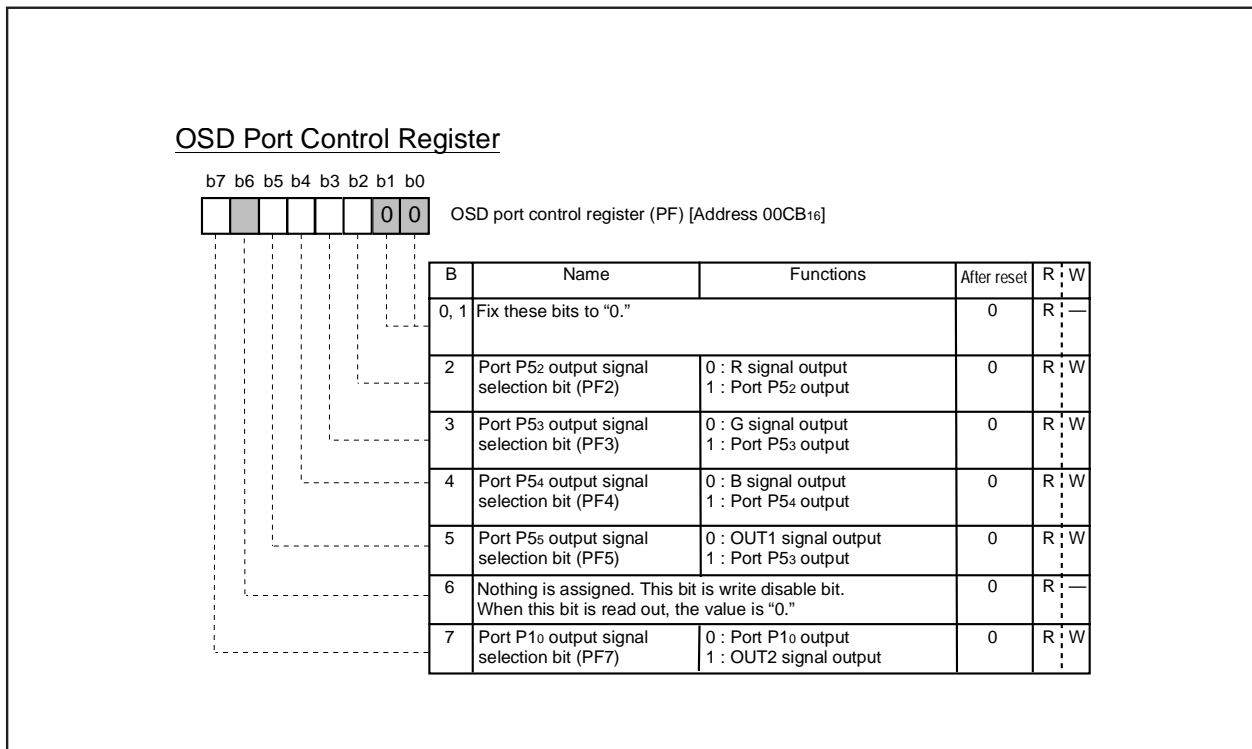 OSD Port Control Register
b7 b6 b5 b4 b3 b2 b1 b0
0 0 OSD port control register (PF) [Address 00CB16]
B Name Functions After reset R W
0, 1 Fix these bits to “0.” 0 R —
2 Port P52 output signal 0 : R signal output 0 R W
selection bit (PF2) 1 : Port P52 output
3 Port P53 output signal 0 : G signal output 0 R W
selection bit (PF3) 1 : Port P53 output
4 Port P54 output signal 0 : B signal output 0 R W
selection bit (PF4) 1 : Port P54 output
5 Port P55 output signal 0 : OUT1 signal output 0 R W
selection bit (PF5) 1 : Port P53 output
6 Nothing is assigned. This bit is write disable bit. 0 R —
When this bit is read out, the value is “0.”
7 Port P10 output signal 0 : Port P10 output 0 R W
selection bit (PF7) 1 : OUT2 signal output